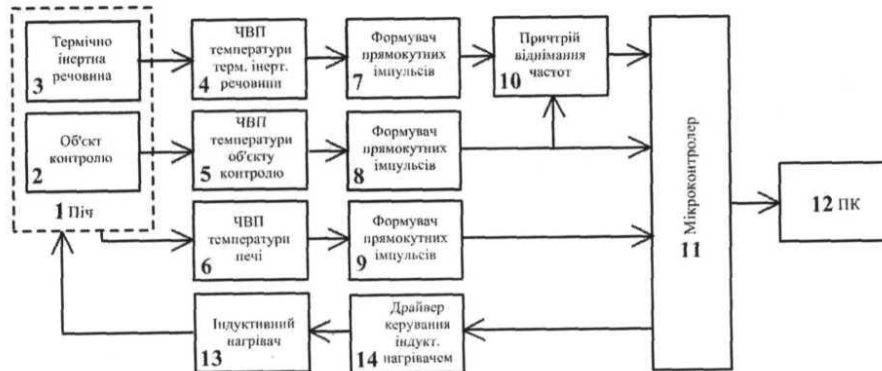 Термічно
інертна
речовина
3
ЧВП
температури
терм. інерт.
речовини
4
Формувач
прямокутних
імпульсів
7
Причтрій
віднімання
частот
10
Об'єкт
контролю
2
ЧВП
температури
об'єкту
контролю
5
Формувач
прямокутних
імпульсів
8
1 Піч
ЧВП
температури
печі
6
Формувач
прямокутних
імпульсів
9
Індуктивний
нагрівач
13
Драйвер
керування
індукт.
нагрівачем
14
Мікроконтролер
11
12 ПК